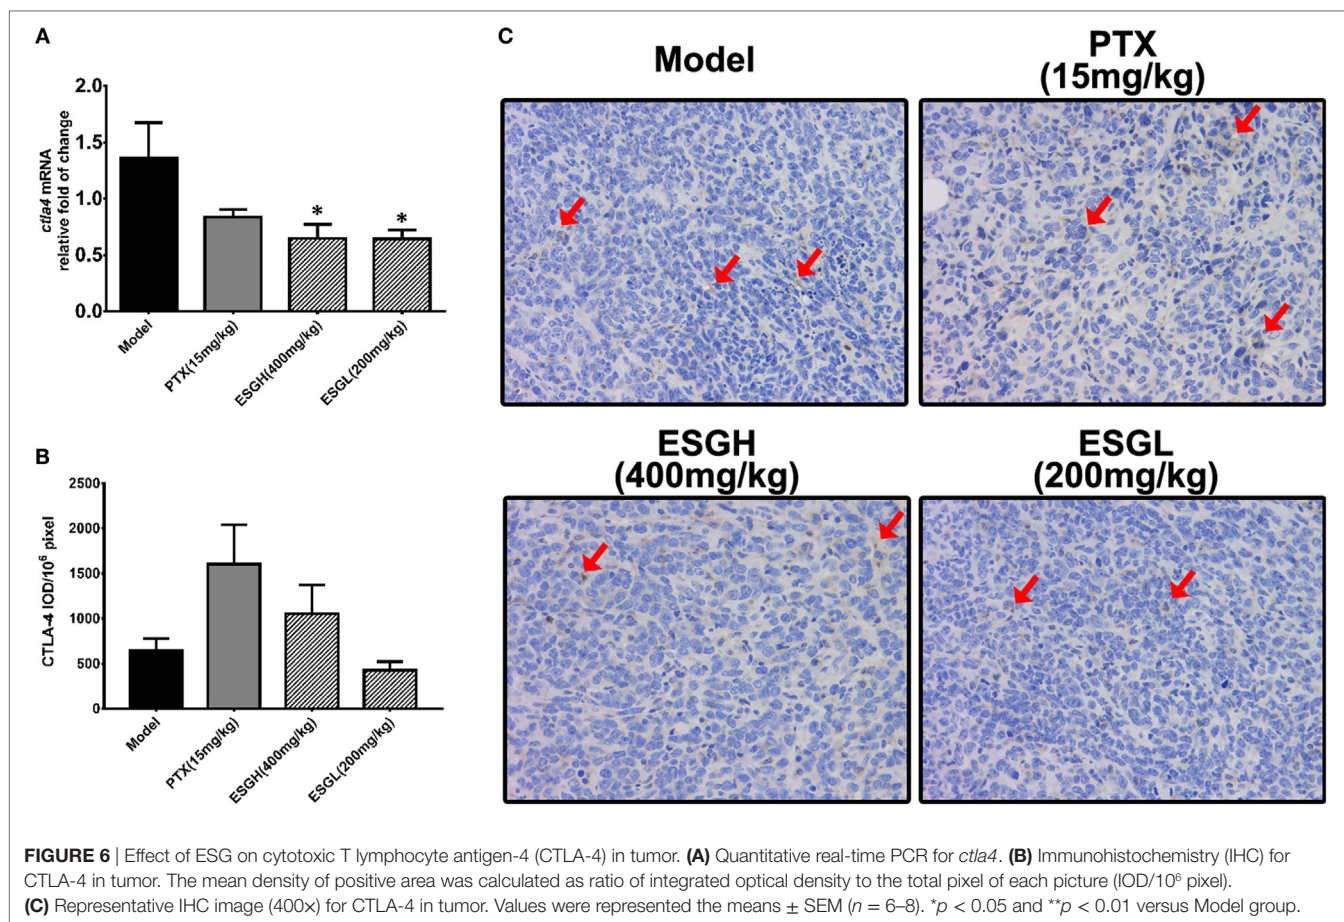 A
2.0
1.5
1.0
0.5
0.0
ctla4 mRNA
relative fold of change
*
*
Model
PTX(15mg/kg)
ESGH(400mg/kg)
ESGL(200mg/kg)
B
2500
2000
1500
1000
500
0
CTLA-4 IOD/10⁶ pixel
Model
PTX(15mg/kg)
ESGH(400mg/kg)
ESGL(200mg/kg)
C
Model
PTX
(15mg/kg)
ESGH
(400mg/kg)
ESGL
(200mg/kg)
FIGURE 6 | Effect of ESG on cytotoxic T lymphocyte antigen-4 (CTLA-4) in tumor. (A) Quantitative real-time PCR for ctla4. (B) Immunohistochemistry (IHC) for
CTLA-4 in tumor. The mean density of positive area was calculated as ratio of integrated optical density to the total pixel of each picture (IOD/10⁶ pixel).
(C) Representative IHC image (400×) for CTLA-4 in tumor. Values were represented the means ± SEM (n = 6–8). *p < 0.05 and **p < 0.01 versus Model group.